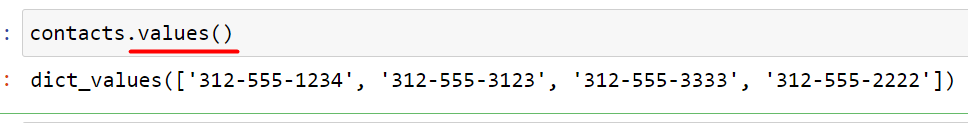 : contacts.values()
: dict_values(['312-555-1234', '312-555-3123', '312-555-3333', '312-555-2222'])